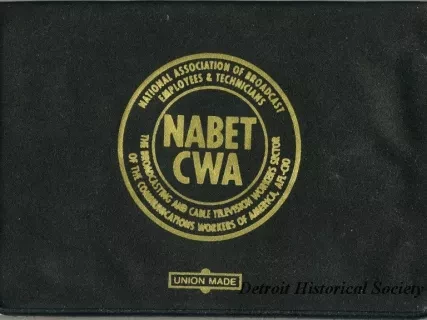 NATIONAL ASSOCIATION OF BROADCAST
EMPLOYEES & TECHNICIANS
NABET
CWA
THE BROADCASTING AND CABLE TELEVISION WORKERS SECTOR
OF THE COMMUNICATIONS WORKERS OF AMERICA, AFL-CIO
UNION MADE
Detroit Historical Society